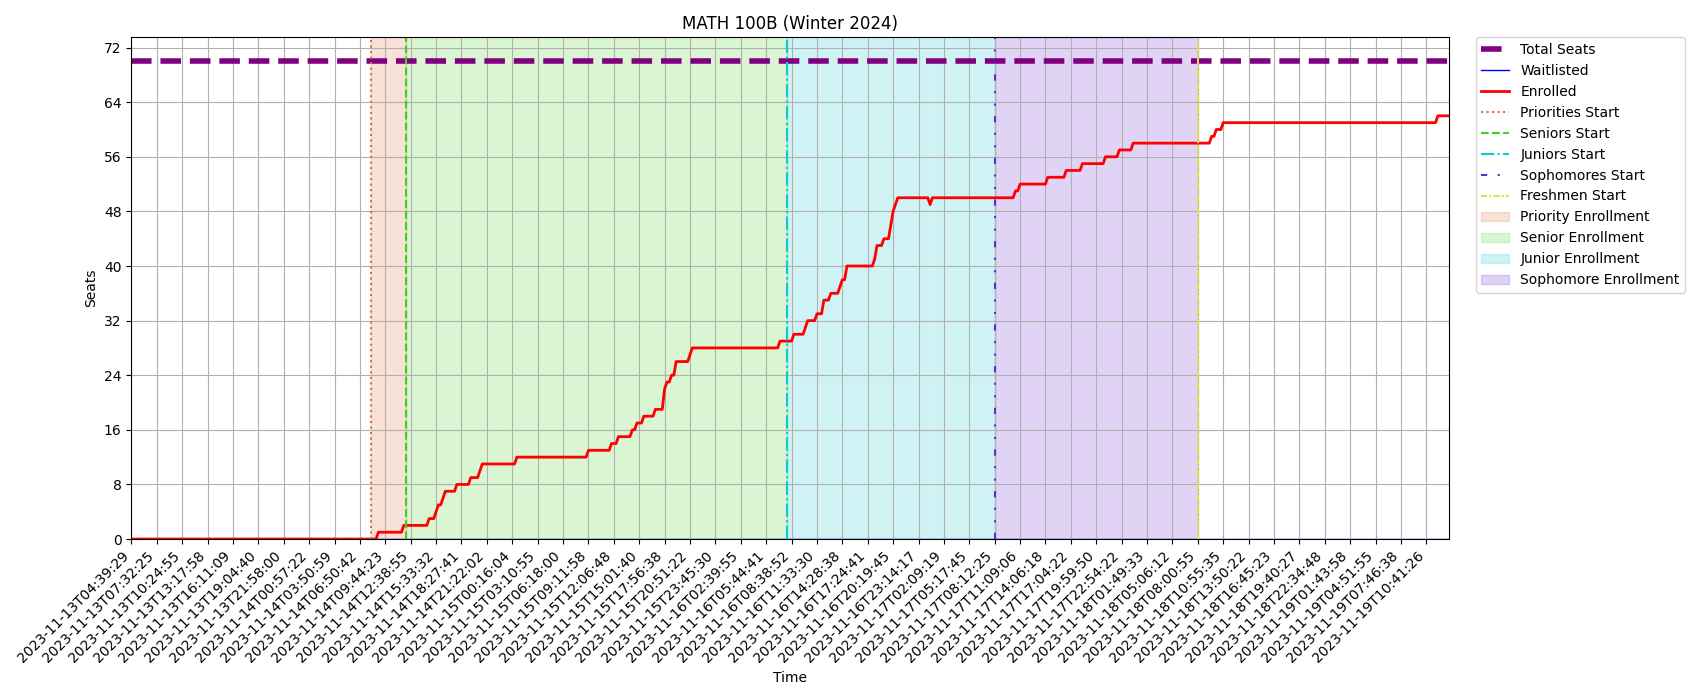 MATH 100B (Winter 2024)
72
64
56
48
40
32
24
16
8
0
Seats
2023-11-13T04:39:29
2023-11-13T07:32:25
2023-11-13T10:24:55
2023-11-13T13:17:58
2023-11-13T16:11:09
2023-11-13T19:04:40
2023-11-13T21:58:00
2023-11-14T00:57:22
2023-11-14T03:50:59
2023-11-14T06:50:42
2023-11-14T09:44:23
2023-11-14T12:38:55
2023-11-14T15:33:32
2023-11-14T18:27:41
2023-11-14T21:22:02
2023-11-15T00:16:04
2023-11-15T03:10:55
2023-11-15T06:18:00
2023-11-15T09:11:58
2023-11-15T12:06:48
2023-11-15T15:01:40
2023-11-15T17:56:38
2023-11-15T20:51:22
2023-11-15T23:45:30
2023-11-16T02:39:55
2023-11-16T05:44:41
2023-11-16T08:38:52
2023-11-16T11:33:30
2023-11-16T14:28:38
2023-11-16T17:24:41
2023-11-16T20:19:45
2023-11-16T23:14:17
2023-11-17T02:09:19
2023-11-17T05:17:45
2023-11-17T08:12:25
2023-11-17T11:09:06
2023-11-17T14:06:18
2023-11-17T17:04:22
2023-11-17T19:59:50
2023-11-17T22:54:22
2023-11-18T01:49:33
2023-11-18T05:06:12
2023-11-18T08:00:55
2023-11-18T10:55:35
2023-11-18T13:50:22
2023-11-18T16:45:23
2023-11-18T19:40:27
2023-11-18T22:34:48
2023-11-19T01:43:58
2023-11-19T04:51:55
2023-11-19T07:46:38
2023-11-19T10:41:26
Time
Total Seats
Waitlisted
Enrolled
Priorities Start
Seniors Start
Juniors Start
Sophomores Start
Freshmen Start
Priority Enrollment
Senior Enrollment
Junior Enrollment
Sophomore Enrollment